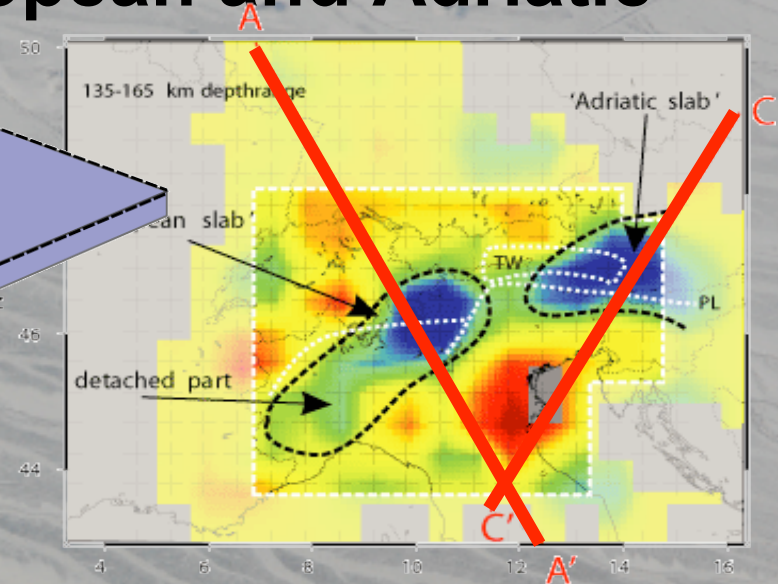 A
50
135-165 km depthrange
'Adriatic slab'
C
slab'
TW
PL
46
detached part
44
C'
4
6
8
10
12
14
16
A'